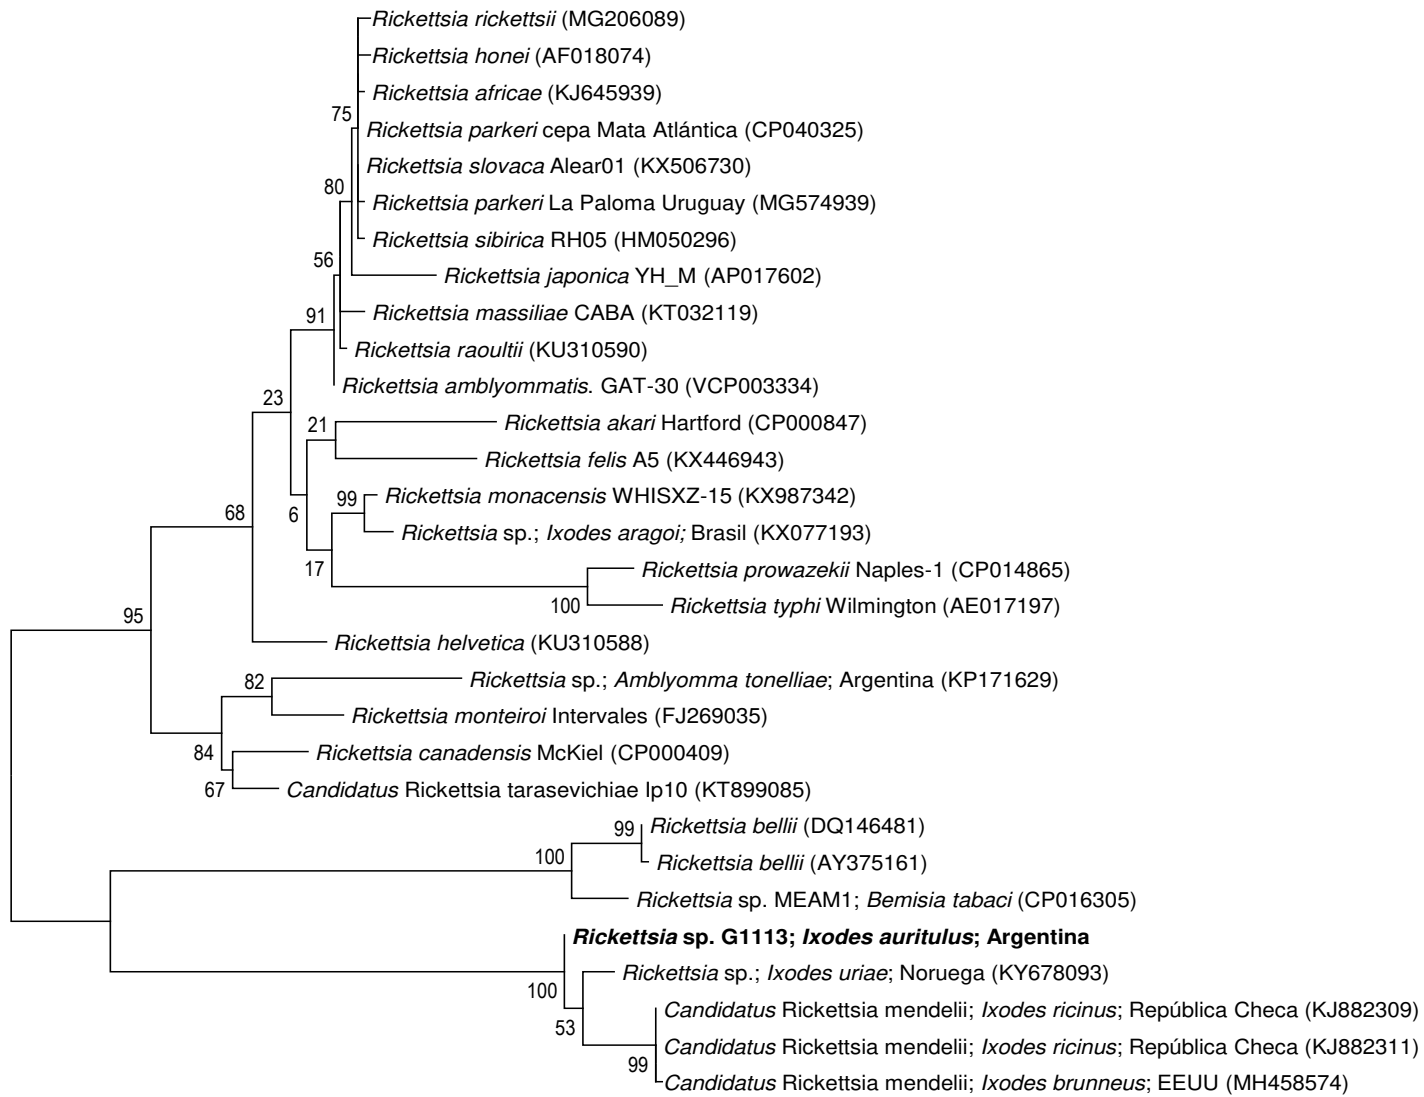 Rickettsia rickettsii (MG206089)
Rickettsia honei (AF018074)
Rickettsia africae (KJ645939)
75
Rickettsia parkeri cepa Mata Atlántica (CP040325)
Rickettsia slovaca Alear01 (KX506730)
80
Rickettsia parkeri La Paloma Uruguay (MG574939)
Rickettsia sibirica RH05 (HM050296)
56
Rickettsia japonica YH_M (AP017602)
91
Rickettsia massiliae CABA (KT032119)
Rickettsia raoultii (KU310590)
Rickettsia amblyommatis. GAT-30 (VCP003334)
23
21
Rickettsia akari Hartford (CP000847)
Rickettsia felis A5 (KX446943)
99
Rickettsia monacensis WHISXZ-15 (KX987342)
68
6
Rickettsia sp.; Ixodes aragoi; Brasil (KX077193)
17
Rickettsia prowazekii Naples-1 (CP014865)
100
Rickettsia typhi Wilmington (AE017197)
95
Rickettsia helvetica (KU310588)
82
Rickettsia sp.; Amblyomma tonelliae; Argentina (KP171629)
Rickettsia monteiroi Intervales (FJ269035)
84
Rickettsia canadensis McKiel (CP000409)
67
Candidatus Rickettsia tarasevichiae Ip10 (KT899085)
99
Rickettsia bellii (DQ146481)
100
Rickettsia bellii (AY375161)
Rickettsia sp. MEAM1; Bemisia tabaci (CP016305)
Rickettsia sp. G1113; Ixodes auritulus; Argentina
Rickettsia sp.; Ixodes uriae; Noruega (KY678093)
100
Candidatus Rickettsia mendelii; Ixodes ricinus; República Checa (KJ882309)
53
Candidatus Rickettsia mendelii; Ixodes ricinus; República Checa (KJ882311)
99
Candidatus Rickettsia mendelii; Ixodes brunneus; EEUU (MH458574)